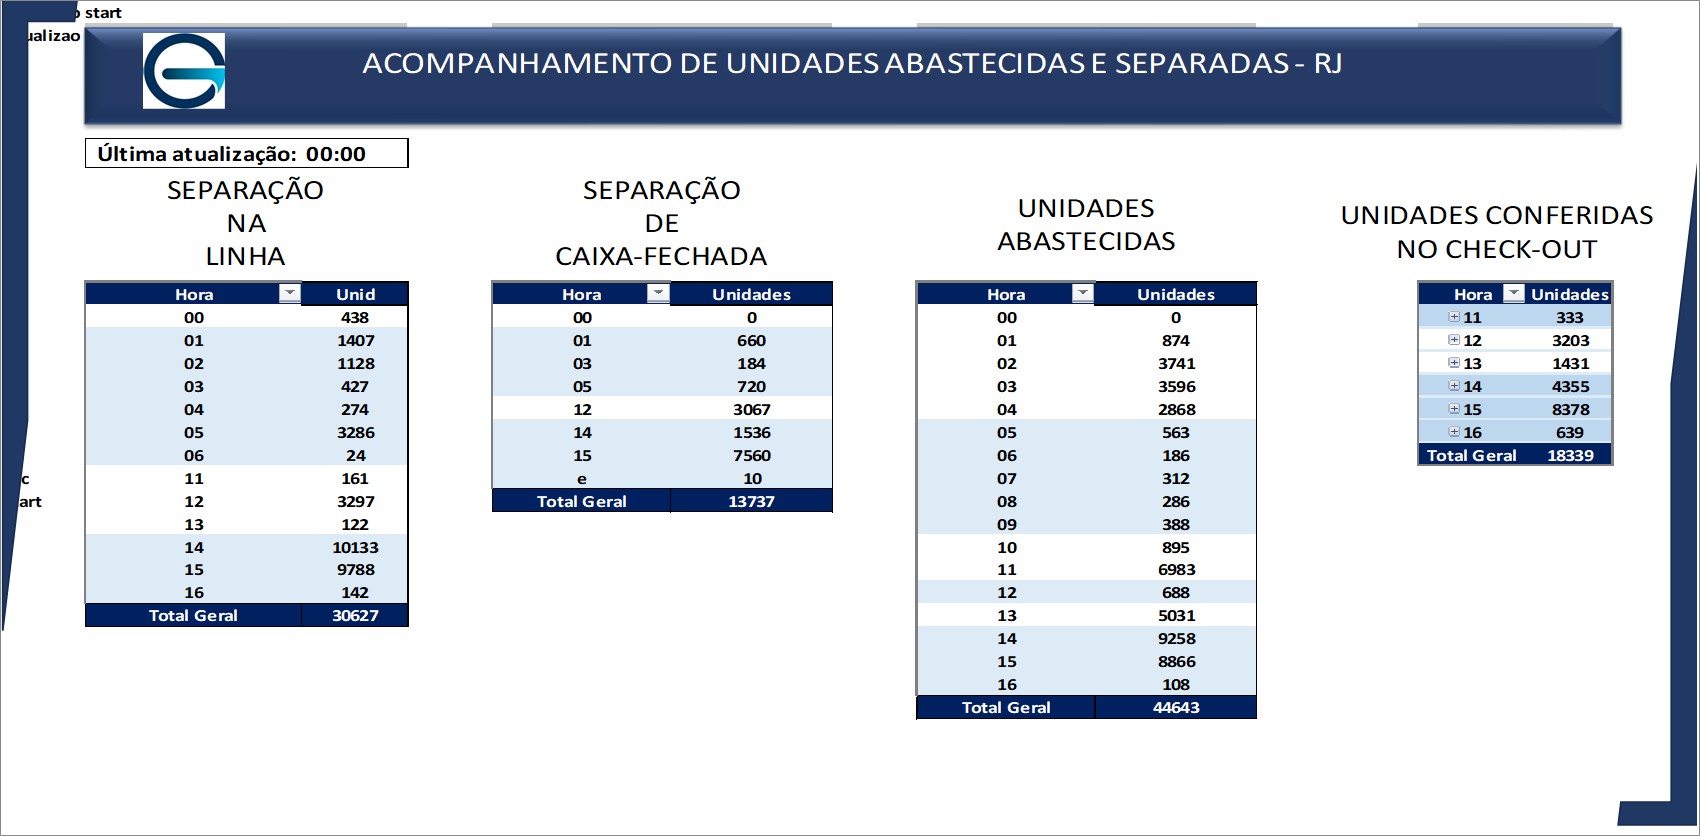 start
ualizao
ACOMPANHAMENTO DE UNIDADES ABASTECIDAS E SEPARADAS - RJ
Última atualização: 00:00
SEPARAÇÃO
NA
LINHA
Hora Unid
00 438
01 1407
02 1128
03 427
04 274
05 3286
06 24
11 161
12 3297
13 122
14 10133
15 9788
16 142
Total Geral 30627
SEPARAÇÃO
DE
CAIXA-FECHADA
Hora Unidades
00 0
01 660
03 184
05 720
12 3067
14 1536
15 7560
e 10
Total Geral 13737
UNIDADES
ABASTECIDAS
Hora Unidades
00 0
01 874
02 3741
03 3596
04 2868
05 563
06 186
07 312
08 286
09 388
10 895
11 6983
12 688
13 5031
14 9258
15 8866
16 108
Total Geral 44643
UNIDADES CONFERIDAS
NO CHECK-OUT
Hora Unidades
11 333
12 3203
13 1431
14 4355
15 8378
16 639
Total Geral 18339
c
art